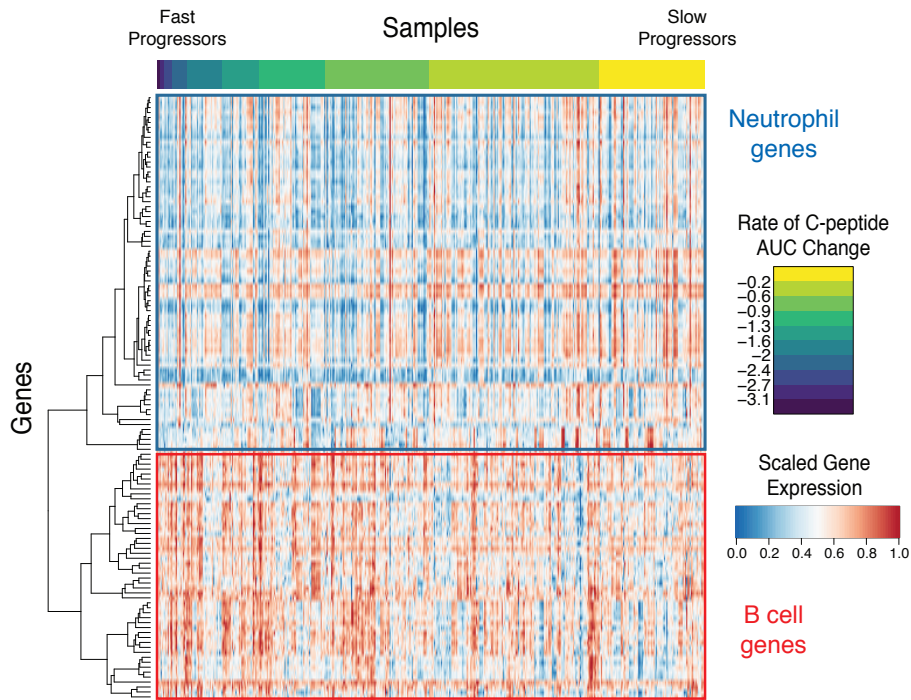 Fast
Progressors
Samples
Slow
Progressors
Neutrophil
genes
Rate of C-peptide
AUC Change
−0.2
−0.6
−0.9
−1.3
−1.6
−2
−2.4
−2.7
−3.1
Genes
Scaled Gene
Expression
0.0 0.2 0.4 0.6 0.8 1.0
B cell
genes